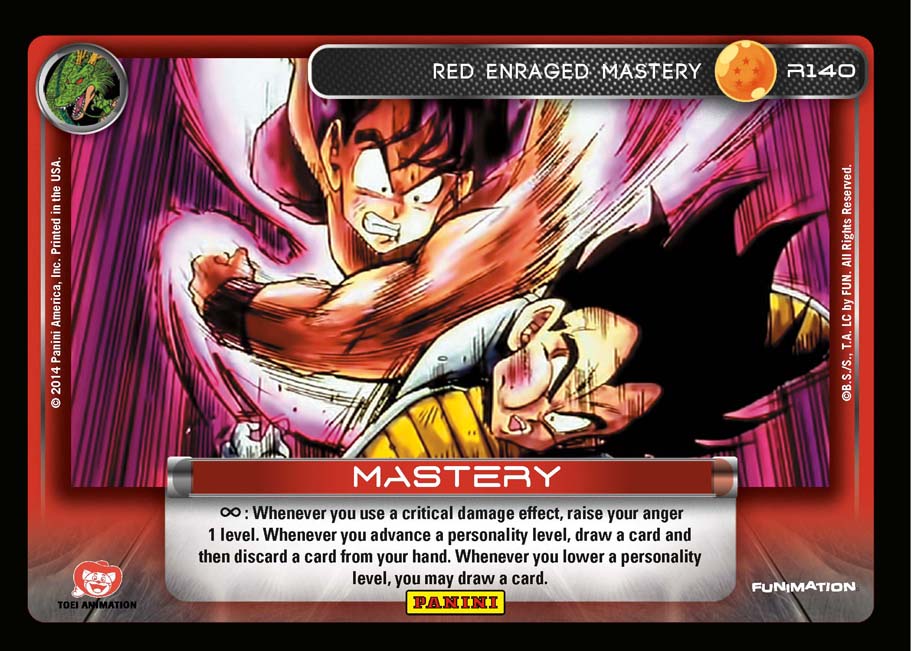 RED ENRAGED MASTERY R140
© 2014 Panini America, Inc. Printed in the USA.
©B.S./S., T.A. LC by FUN. All Rights Reserved.
MASTERY
∞: Whenever you use a critical damage effect, raise your anger
1 level. Whenever you advance a personality level, draw a card and
then discard a card from your hand. Whenever you lower a personality
level, you may draw a card.
TOEI ANIMATION
PANINI
FUNIMATION